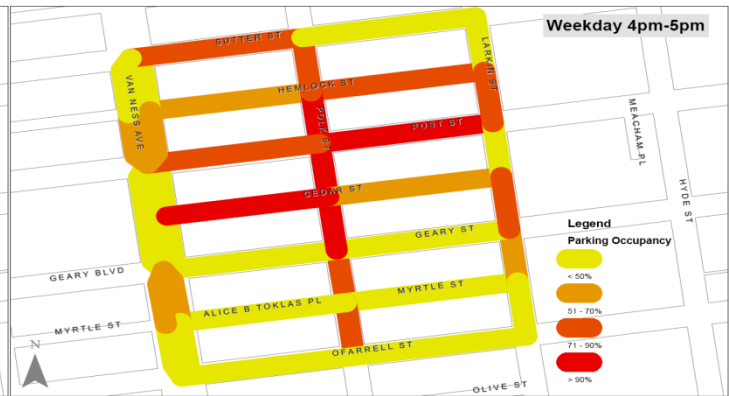 Weekday 4pm-5pm
SUTTER ST
LARKIN ST
VAN NESS AVE
HEMLOCK ST
POLK ST
POST ST
MEACHAM PL
HYDE ST
CEDAR ST
GEARY ST
GEARY BLVD
MYRTLE ST
ALICE B TOKLAS PL
MYRTLE ST
OFARRELL ST
OLIVE ST
N
Legend
Parking Occupancy
< 50%
51 - 70%
71 - 90%
> 90%